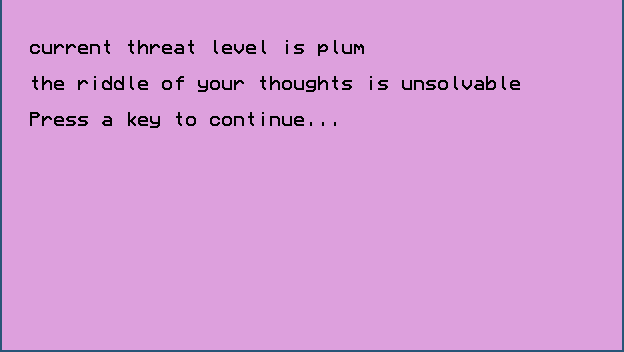 current threat level is plum
the riddle of your thoughts is unsolvable
Press a key to continue...